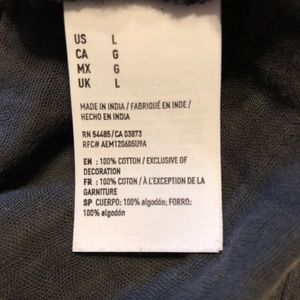 US L
CA G
MX G
UK L
MADE IN INDIA / FABRIQUÉ EN INDE /
HECHO EN INDIA
RN 54485/CA 03873
RFC# AEM120605U9A
EN : 100% COTTON / EXCLUSIVE OF
DECORATION
FR : 100% COTON / À L'EXCEPTION DE LA
GARNITURE
SP CUERPO: 100% algodón; FORRO:
100% algodón